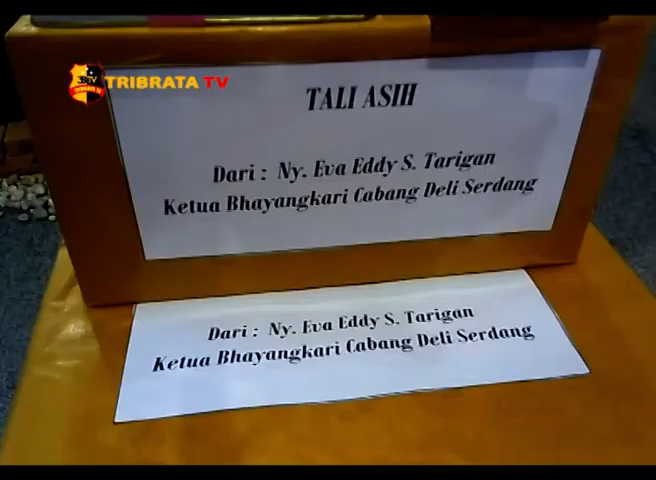 TRIBRATA TV
TALI ASIH
Dari : Ny. Eva Eddy S. Tarigan
Ketua Bhayangkari Cabang Deli Serdang
Dari : Ny. Eva Eddy S. Tarigan
Ketua Bhayangkari Cabang Deli Serdang